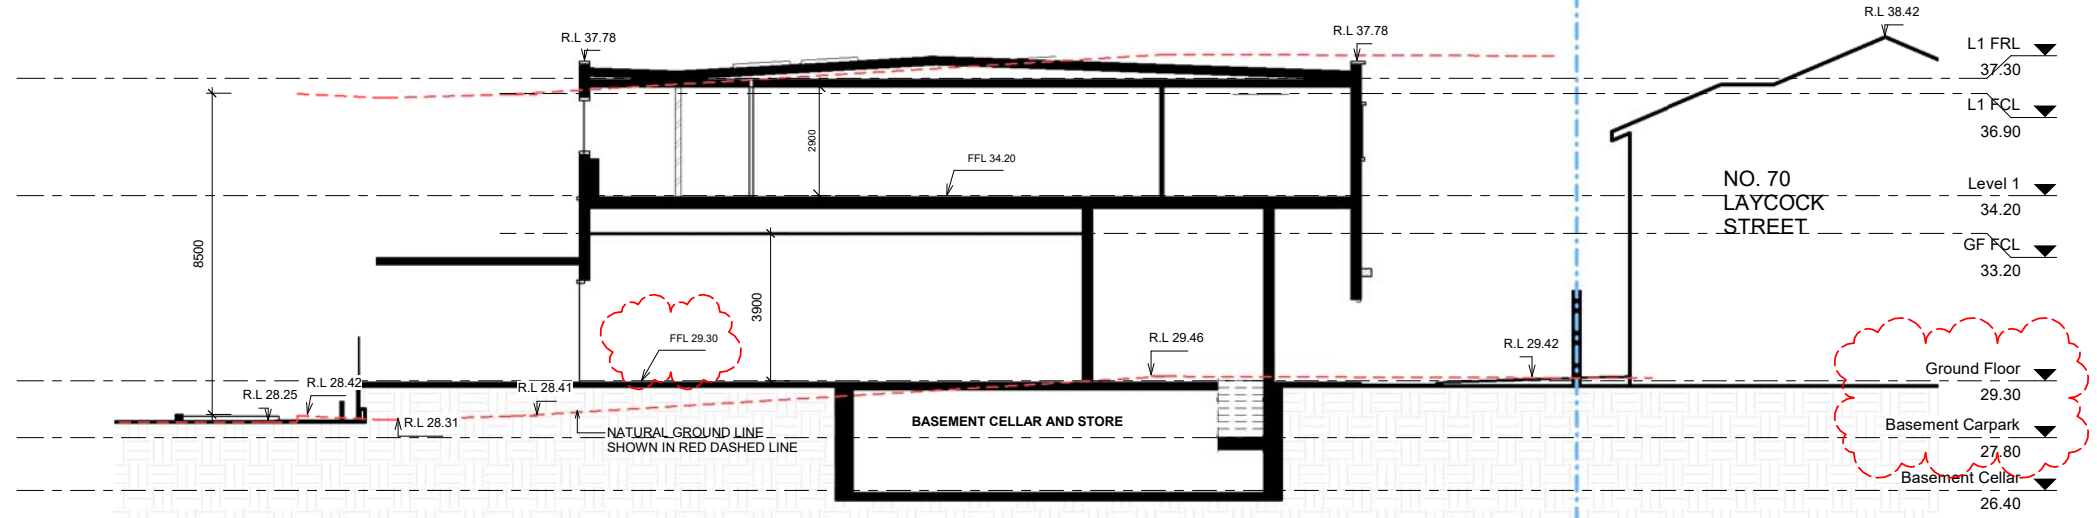 R.L 38.42
R.L 37.78
R.L 37.78
L1 FRL
37.30
L1 FCL
36.90
2900
FFL 34.20
NO. 70
LAYCOCK
STREET
Level 1
34.20
8500
GF FCL
33.20
3900
FFL 29.30
R.L 29.46
R.L 29.42
Ground Floor
29.30
R.L 28.25
R.L 28.42
R.L 28.41
R.L 28.31
NATURAL GROUND LINE
SHOWN IN RED DASHED LINE
BASEMENT CELLAR AND STORE
Basement Carpark
27.80
Basement Cellar
26.40